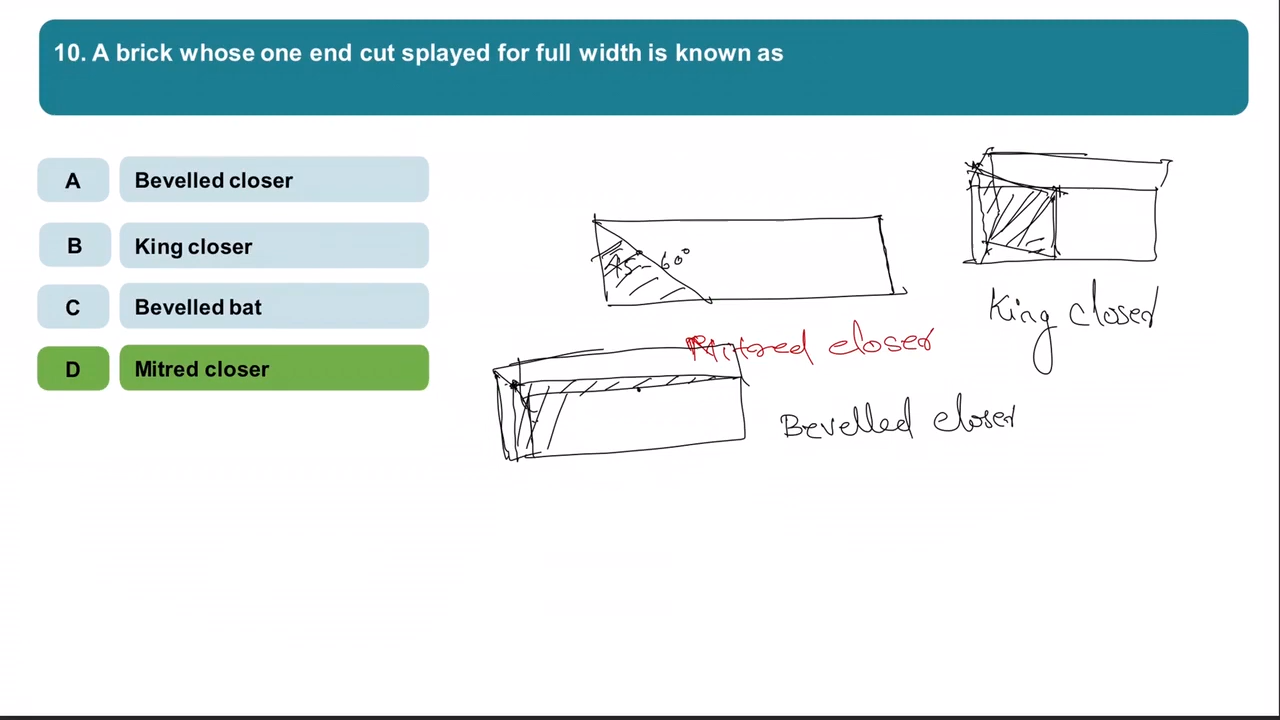 10. A brick whose one end cut splayed for full width is known as
A Bevelled closer
B King closer
C Bevelled bat
D Mitred closer
45- 60°
King closer
Mitred closer
Bevelled closer